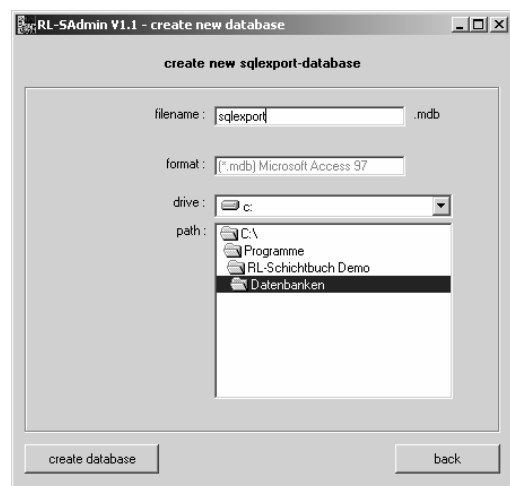 RL-SAdmin V1.1 - create new database
create new sqlexport-database
filename : sqlexport .mdb
format : (*.mdb) Microsoft Access 97
drive : c:
path : C:\
Programme
RL-Schichtbuch Demo
Datenbanken
create database back